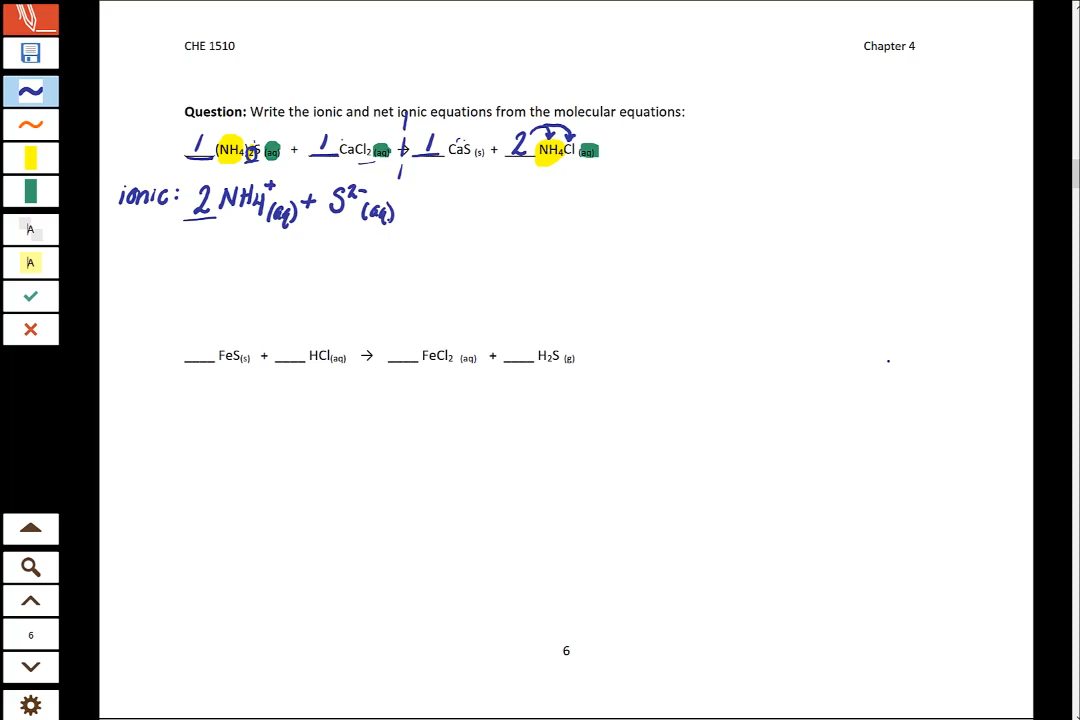 CHE 1510 Chapter 4
Question: Write the ionic and net ionic equations from the molecular equations:
1 (NH4)2S (aq) + 1 CaCl2 (aq) → 1 CaS (s) + 2 NH4Cl (aq)
ionic: 2 NH4+(aq) + S2-(aq)
____ FeS(s) + ____ HCl(aq) → ____ FeCl2 (aq) + ____ H2S (g)
A
A
6
6